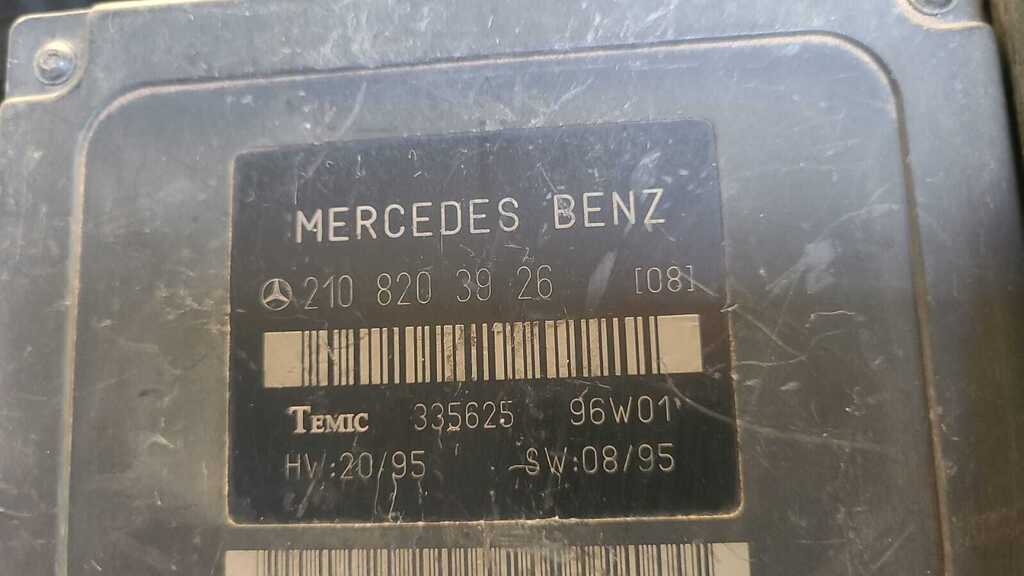 MERCEDES BENZ
210 820 39 26 [08]
TEMIC 335625 96W01
HW:20/95 SW:08/95